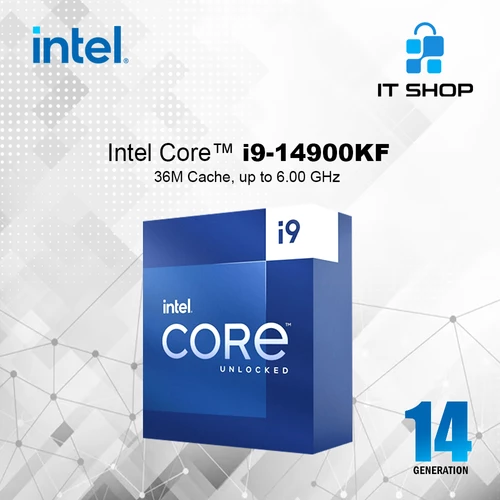 intel.
IT SHOP
Intel Core™ i9-14900KF
36M Cache, up to 6.00 GHz
i9
intel.
CORE™
UNLOCKED
14
GENERATION